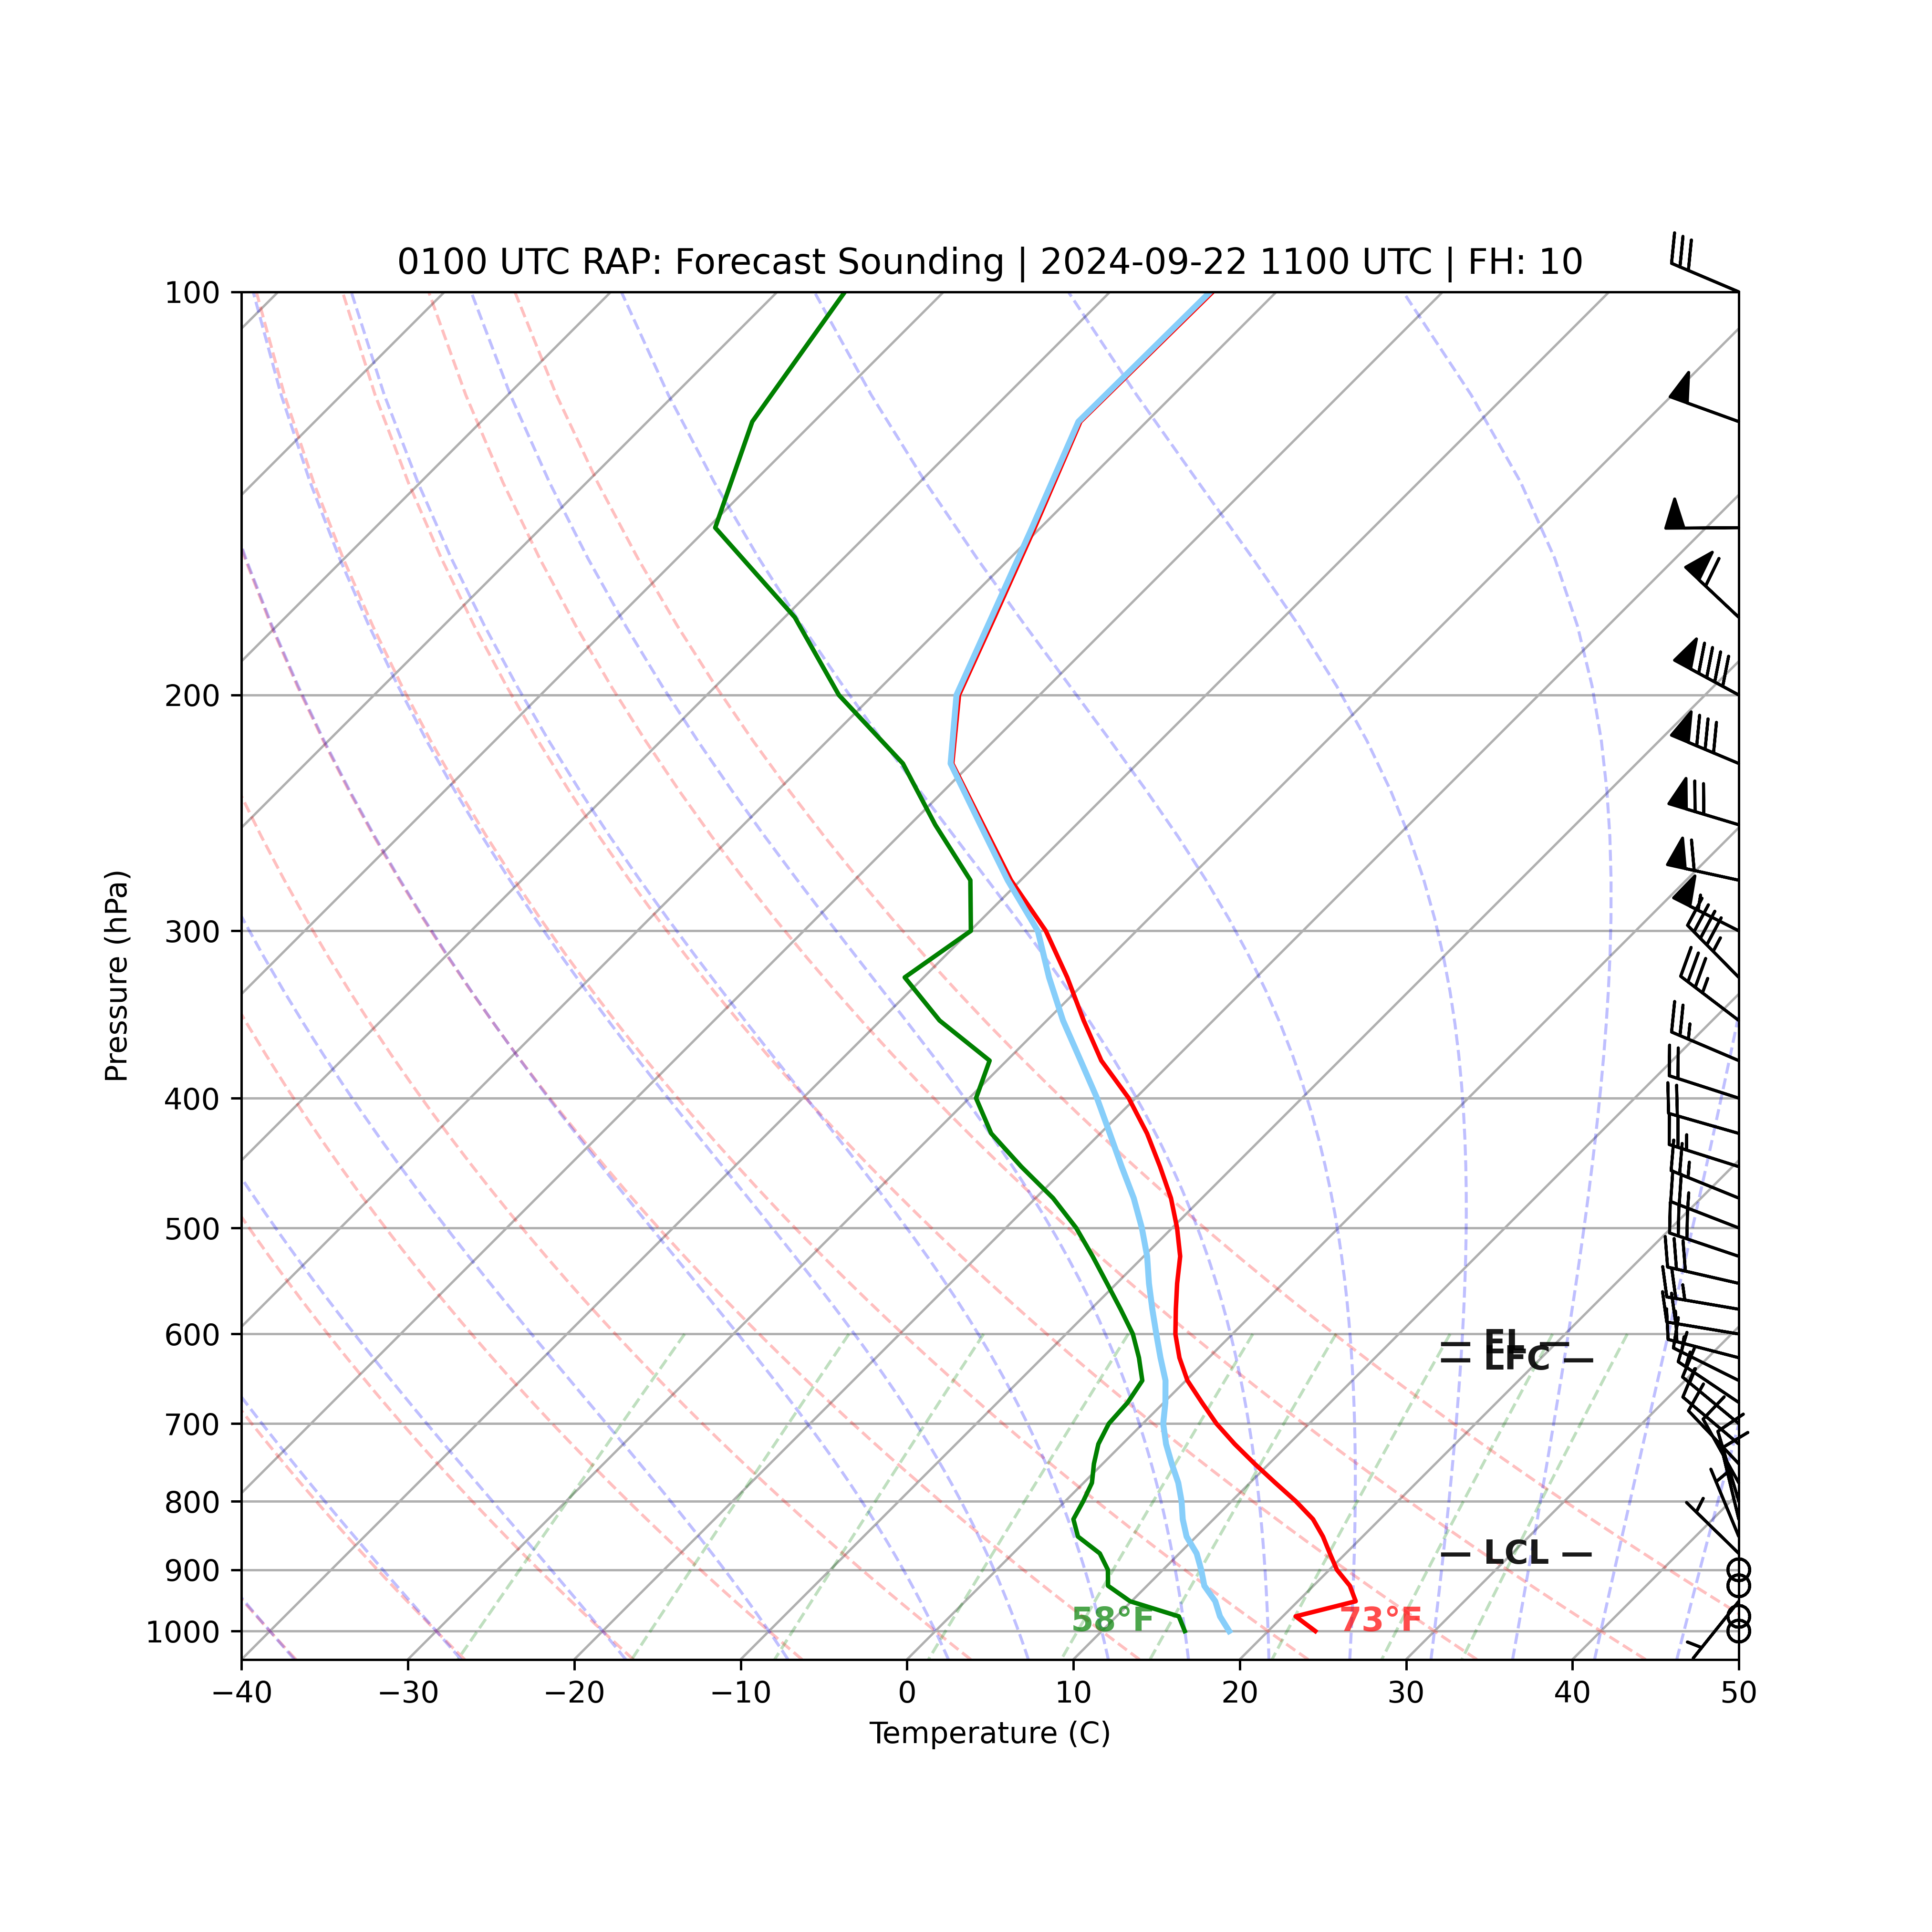 0100 UTC RAP: Forecast Sounding | 2024-09-22 1100 UTC | FH: 10
100
200
300
400
500
600
700
800
900
1000
Pressure (hPa)
— EL —
— LFC —
— LCL —
58°F
73°F
−40 −30 −20 −10 0 10 20 30 40 50
Temperature (C)